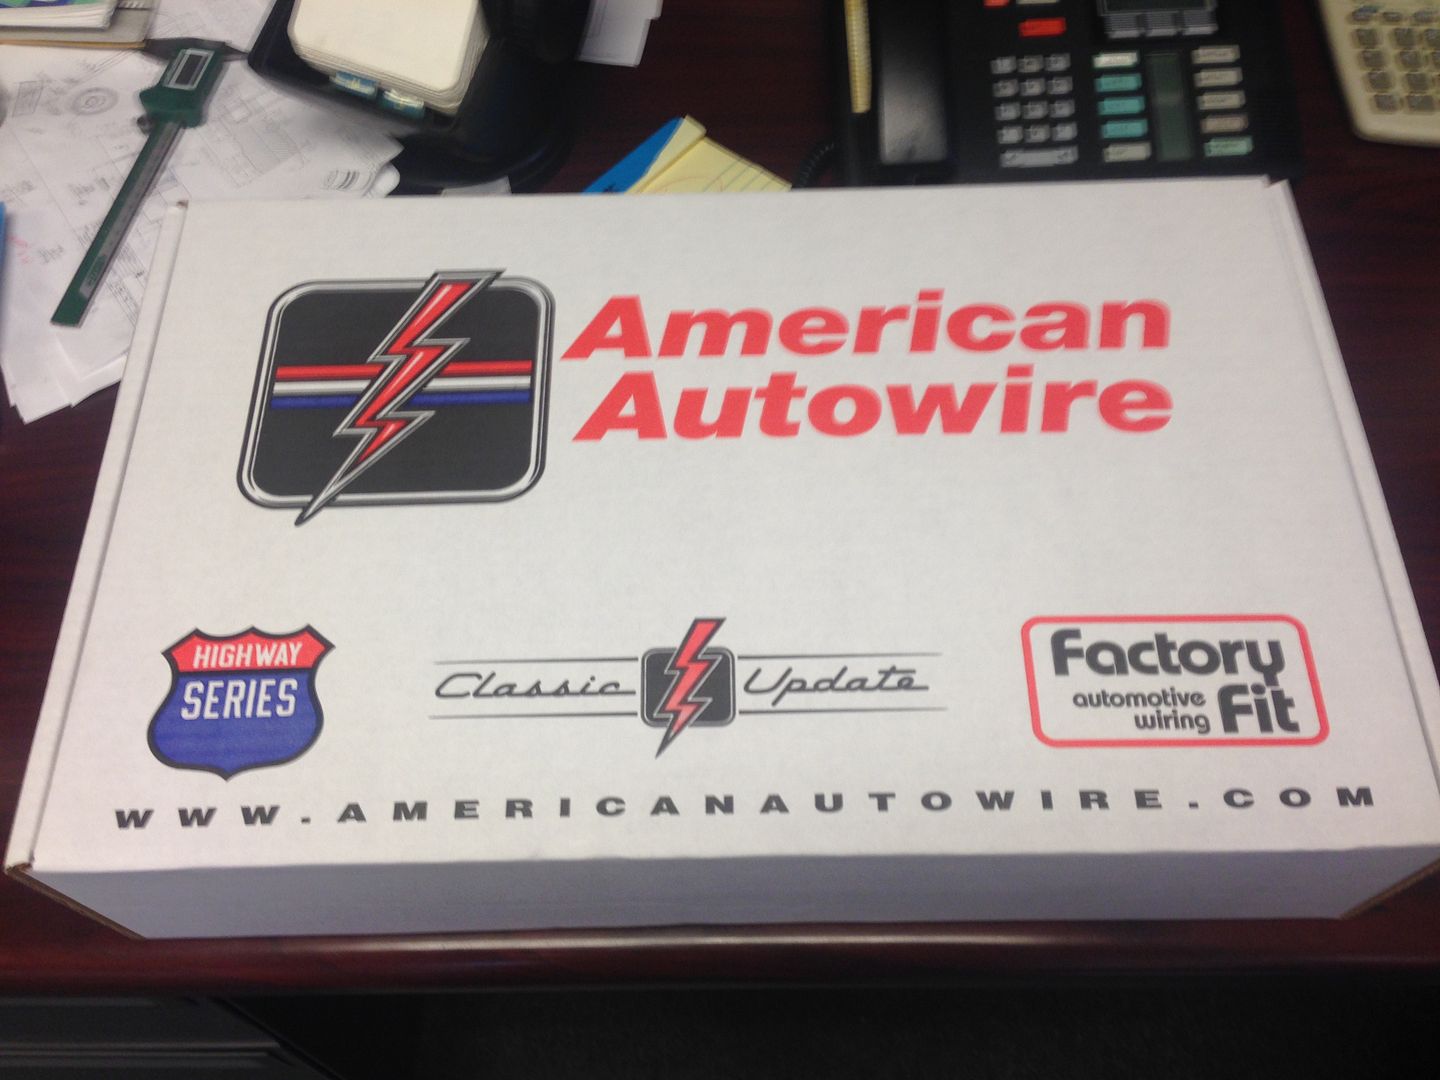 American
Autowire
HIGHWAY
SERIES
Classic Update
Factory
automotive
wiring
Fit
WWW.AMERICANAUTOWIRE.COM